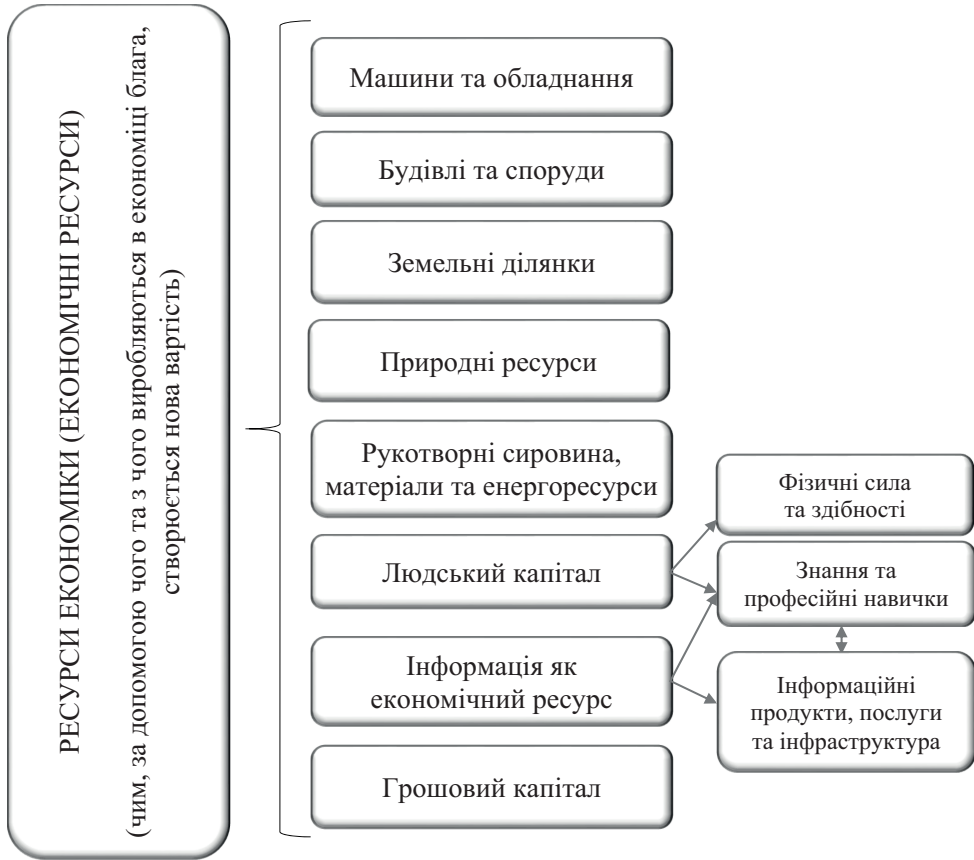 РЕСУРСИ ЕКОНОМІКИ (ЕКОНОМІЧНІ РЕСУРСИ)
(чим, за допомогою чого та з чого виробляються в економіці блага,
створюється нова вартість)
Машини та обладнання
Будівлі та споруди
Земельні ділянки
Природні ресурси
Рукотворні сировина,
матеріали та енергоресурси
Людський капітал
Інформація як
економічний ресурс
Грошовий капітал
Фізичні сила
та здібності
Знання та
професійні навички
Інформаційні
продукти, послуги
та інфраструктура